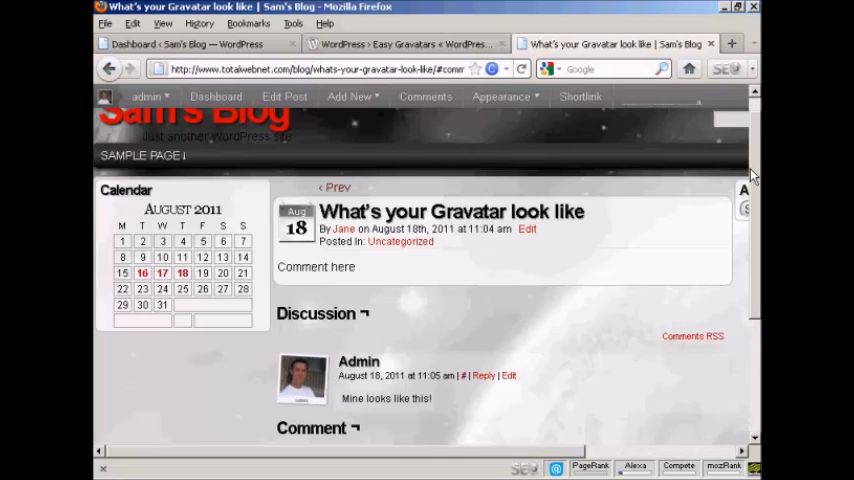 What's your Gravatar look like | Sam's Blog - Mozilla Firefox
File Edit View History Bookmarks Tools Help
Dashboard ‹ Sam's Blog — WordPress × WordPress › Easy Gravatars « WordPres... × What's your Gravatar look like | Sam's Blog × +
http://www.totalwebnet.com/blog/whats-your-gravatar-look-like/#comm Google SEO
admin Dashboard Edit Post Add New Comments Appearance Shortlink
Sam's Blog
Just another WordPress site
SAMPLE PAGE
Calendar
AUGUST 2011
M T W T F S S
1 2 3 4 5 6 7
8 9 10 11 12 13 14
15 16 17 18 19 20 21
22 23 24 25 26 27 28
29 30 31
‹ Prev
Aug
18
What's your Gravatar look like
By Jane on August 18th, 2011 at 11:04 am Edit
Posted In: Uncategorized
Comment here
Discussion ¬
Comments RSS
Admin
August 18, 2011 at 11:05 am | # | Reply | Edit
Mine looks like this!
Comment ¬
A
× SEO PageRank Alexa Compete mozRank